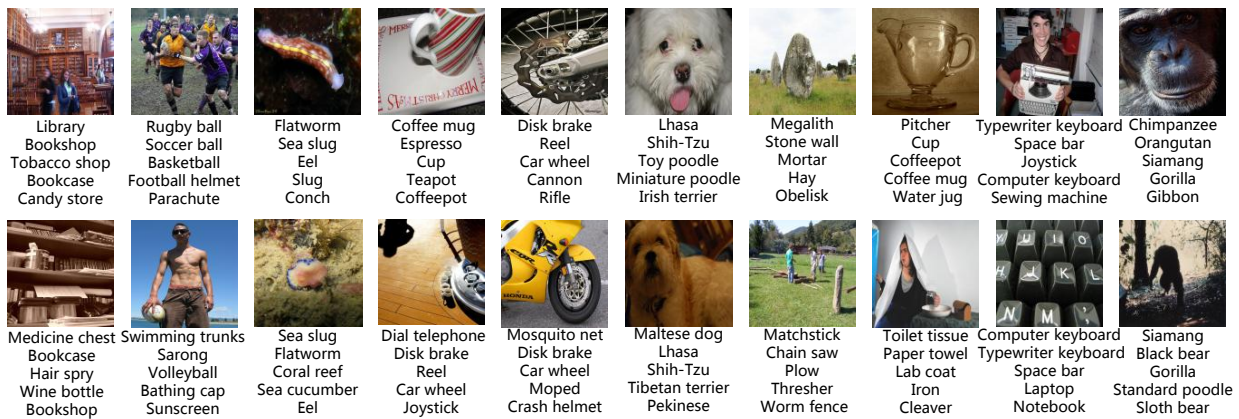 MERRY CHRISTMAS
Library
Bookshop
Tobacco shop
Bookcase
Candy store
Rugby ball
Soccer ball
Basketball
Football helmet
Parachute
Flatworm
Sea slug
Eel
Slug
Conch
Coffee mug
Espresso
Cup
Teapot
Coffeepot
Disk brake
Reel
Car wheel
Cannon
Rifle
Lhasa
Shih-Tzu
Toy poodle
Miniature poodle
Irish terrier
Megalith
Stone wall
Mortar
Hay
Obelisk
Pitcher
Cup
Coffeepot
Coffee mug
Water jug
Typewriter keyboard
Space bar
Joystick
Computer keyboard
Sewing machine
Chimpanzee
Orangutan
Siamang
Gorilla
Gibbon
HONDA
U I O
J K L
N M
Medicine chest
Bookcase
Hair spry
Wine bottle
Bookshop
Swimming trunks
Sarong
Volleyball
Bathing cap
Sunscreen
Sea slug
Flatworm
Coral reef
Sea cucumber
Eel
Dial telephone
Disk brake
Reel
Car wheel
Joystick
Mosquito net
Disk brake
Car wheel
Moped
Crash helmet
Maltese dog
Lhasa
Shih-Tzu
Tibetan terrier
Pekinese
Matchstick
Chain saw
Plow
Thresher
Worm fence
Toilet tissue
Paper towel
Lab coat
Iron
Cleaver
Computer keyboard
Typewriter keyboard
Space bar
Laptop
Notebook
Siamang
Black bear
Gorilla
Standard poodle
Sloth bear